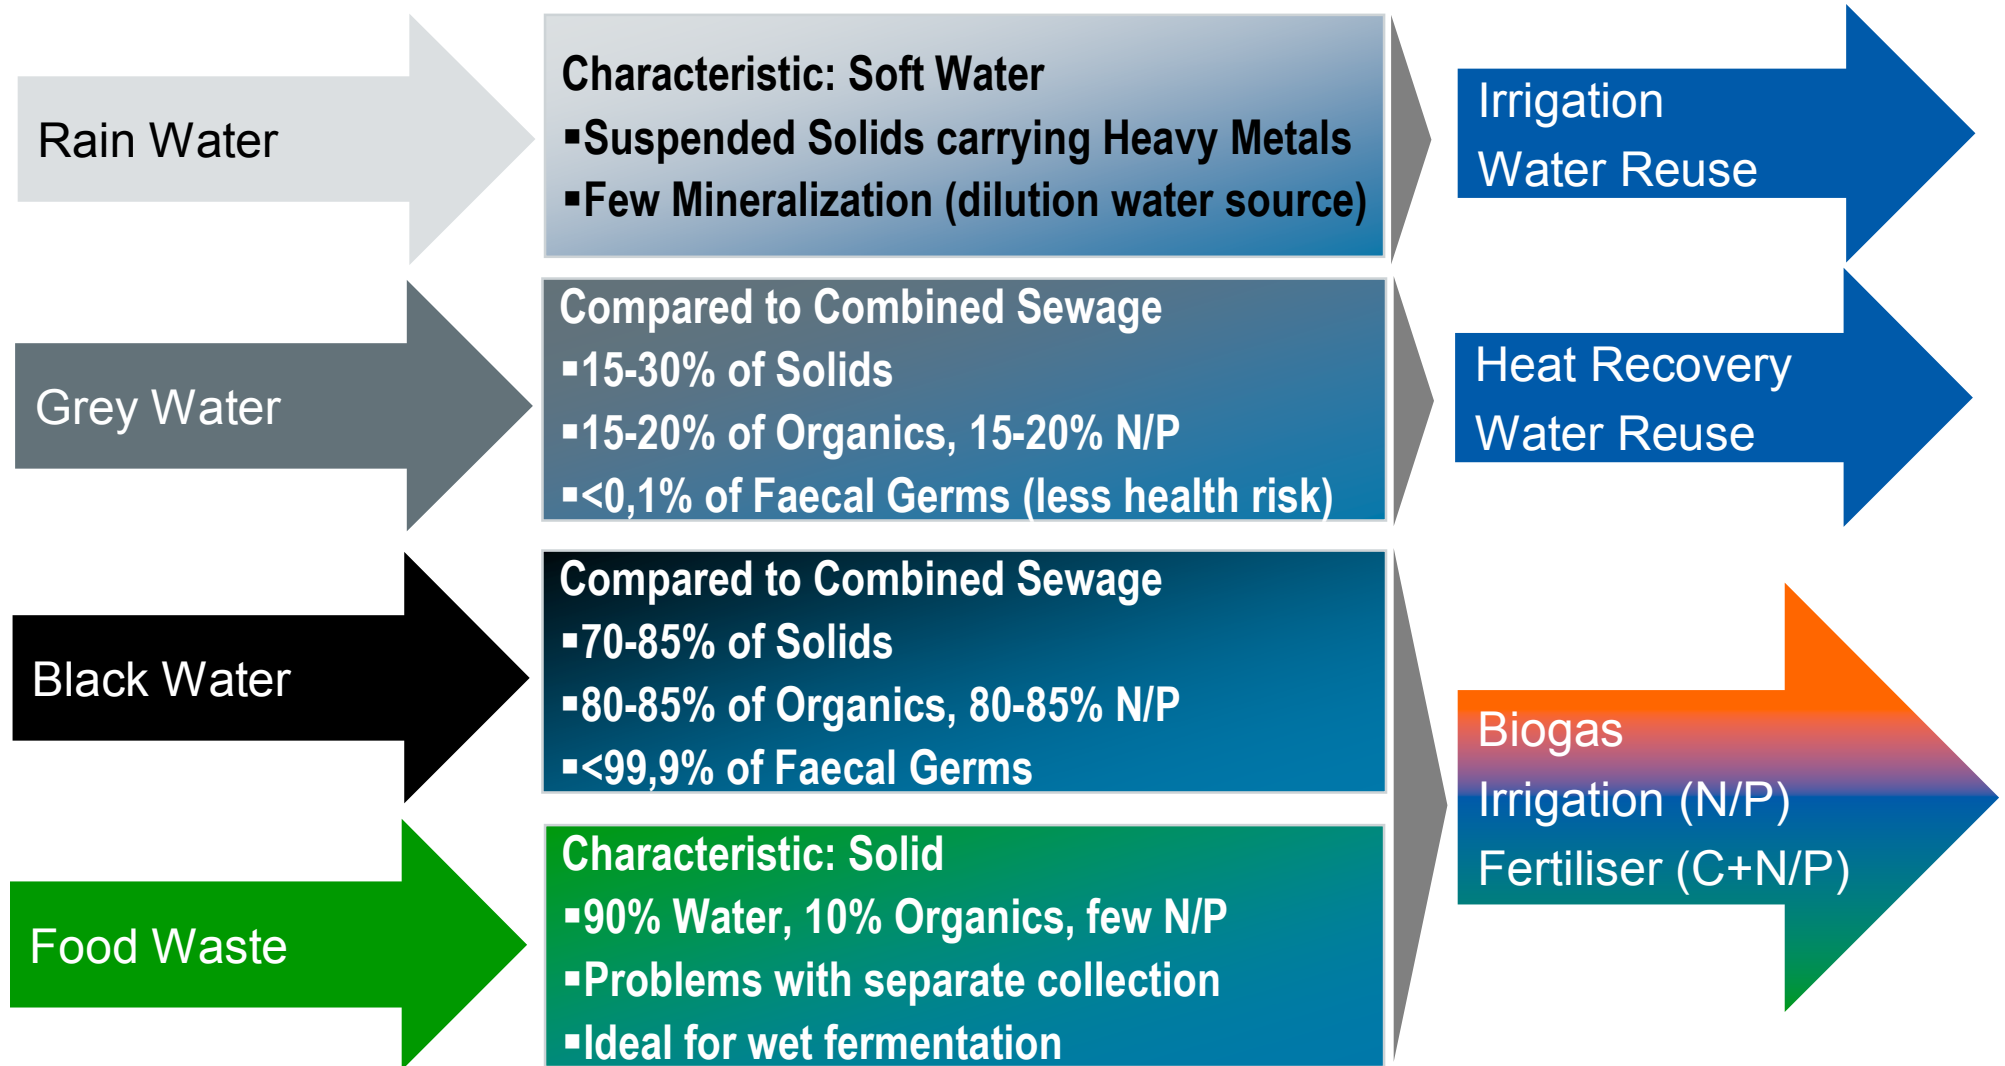 Rain Water
Characteristic: Soft Water
▪Suspended Solids carrying Heavy Metals
▪Few Mineralization (dilution water source)
Irrigation
Water Reuse
Grey Water
Compared to Combined Sewage
▪15-30% of Solids
▪15-20% of Organics, 15-20% N/P
▪<0,1% of Faecal Germs (less health risk)
Heat Recovery
Water Reuse
Black Water
Compared to Combined Sewage
▪70-85% of Solids
▪80-85% of Organics, 80-85% N/P
▪<99,9% of Faecal Germs
Food Waste
Characteristic: Solid
▪90% Water, 10% Organics, few N/P
▪Problems with separate collection
▪Ideal for wet fermentation
Biogas
Irrigation (N/P)
Fertiliser (C+N/P)